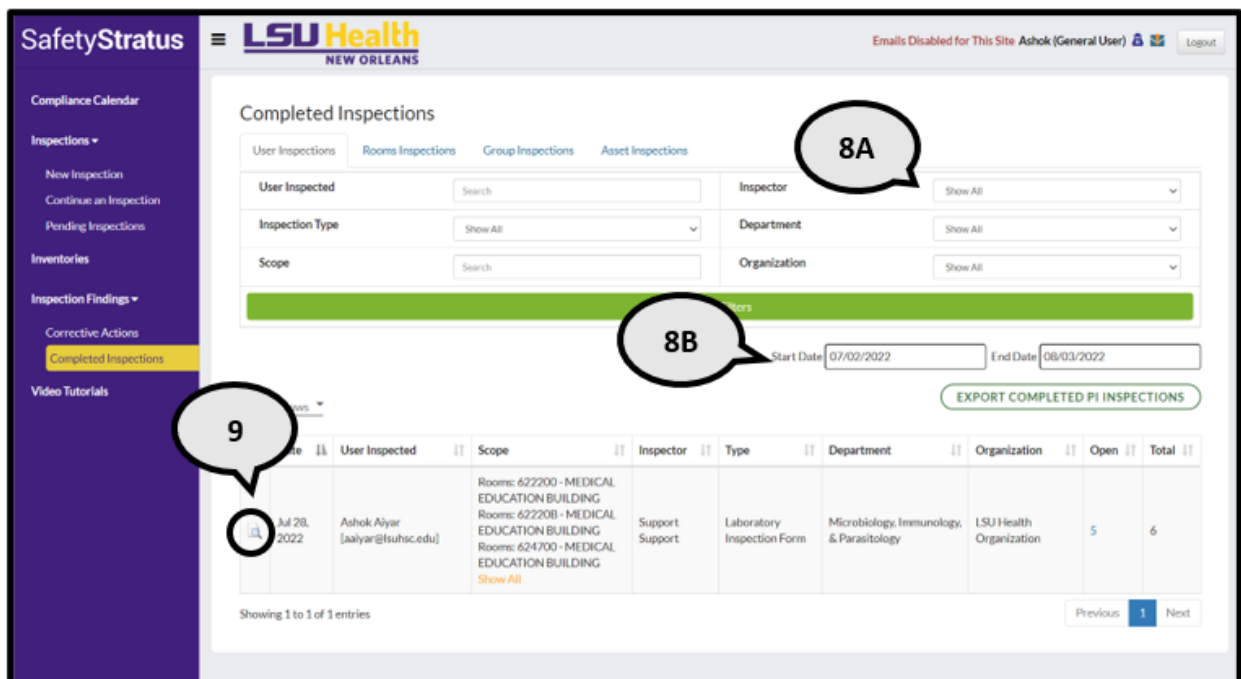 SafetyStratus
LSU Health
NEW ORLEANS
Emails Disabled for This Site Ashok (General User)
Logout
Compliance Calendar
Inspections
New Inspection
Continue an Inspection
Pending Inspections
Inventories
Inspection Findings
Corrective Actions
Completed Inspections
Video Tutorials
Completed Inspections
User Inspections Rooms Inspections Group Inspections Asset Inspections
8A
User Inspected Search Inspector Show All
Inspection Type Show All Department Show All
Scope Search Organization Show All
8B
Start Date 07/02/2022 End Date 08/03/2022
EXPORT COMPLETED PI INSPECTIONS
9
User Inspected Scope Inspector Type Department Organization Open Total
Jul 28, 2022
Ashok Aiyar
[aaiyar@lsuhsc.edu]
Rooms: 622200 - MEDICAL
EDUCATION BUILDING
Rooms: 62220B - MEDICAL
EDUCATION BUILDING
Rooms: 624700 - MEDICAL
EDUCATION BUILDING
Show All
Support
Support
Laboratory
Inspection Form
Microbiology, Immunology,
& Parasitology
LSU Health
Organization
5
6
Showing 1 to 1 of 1 entries
Previous 1 Next